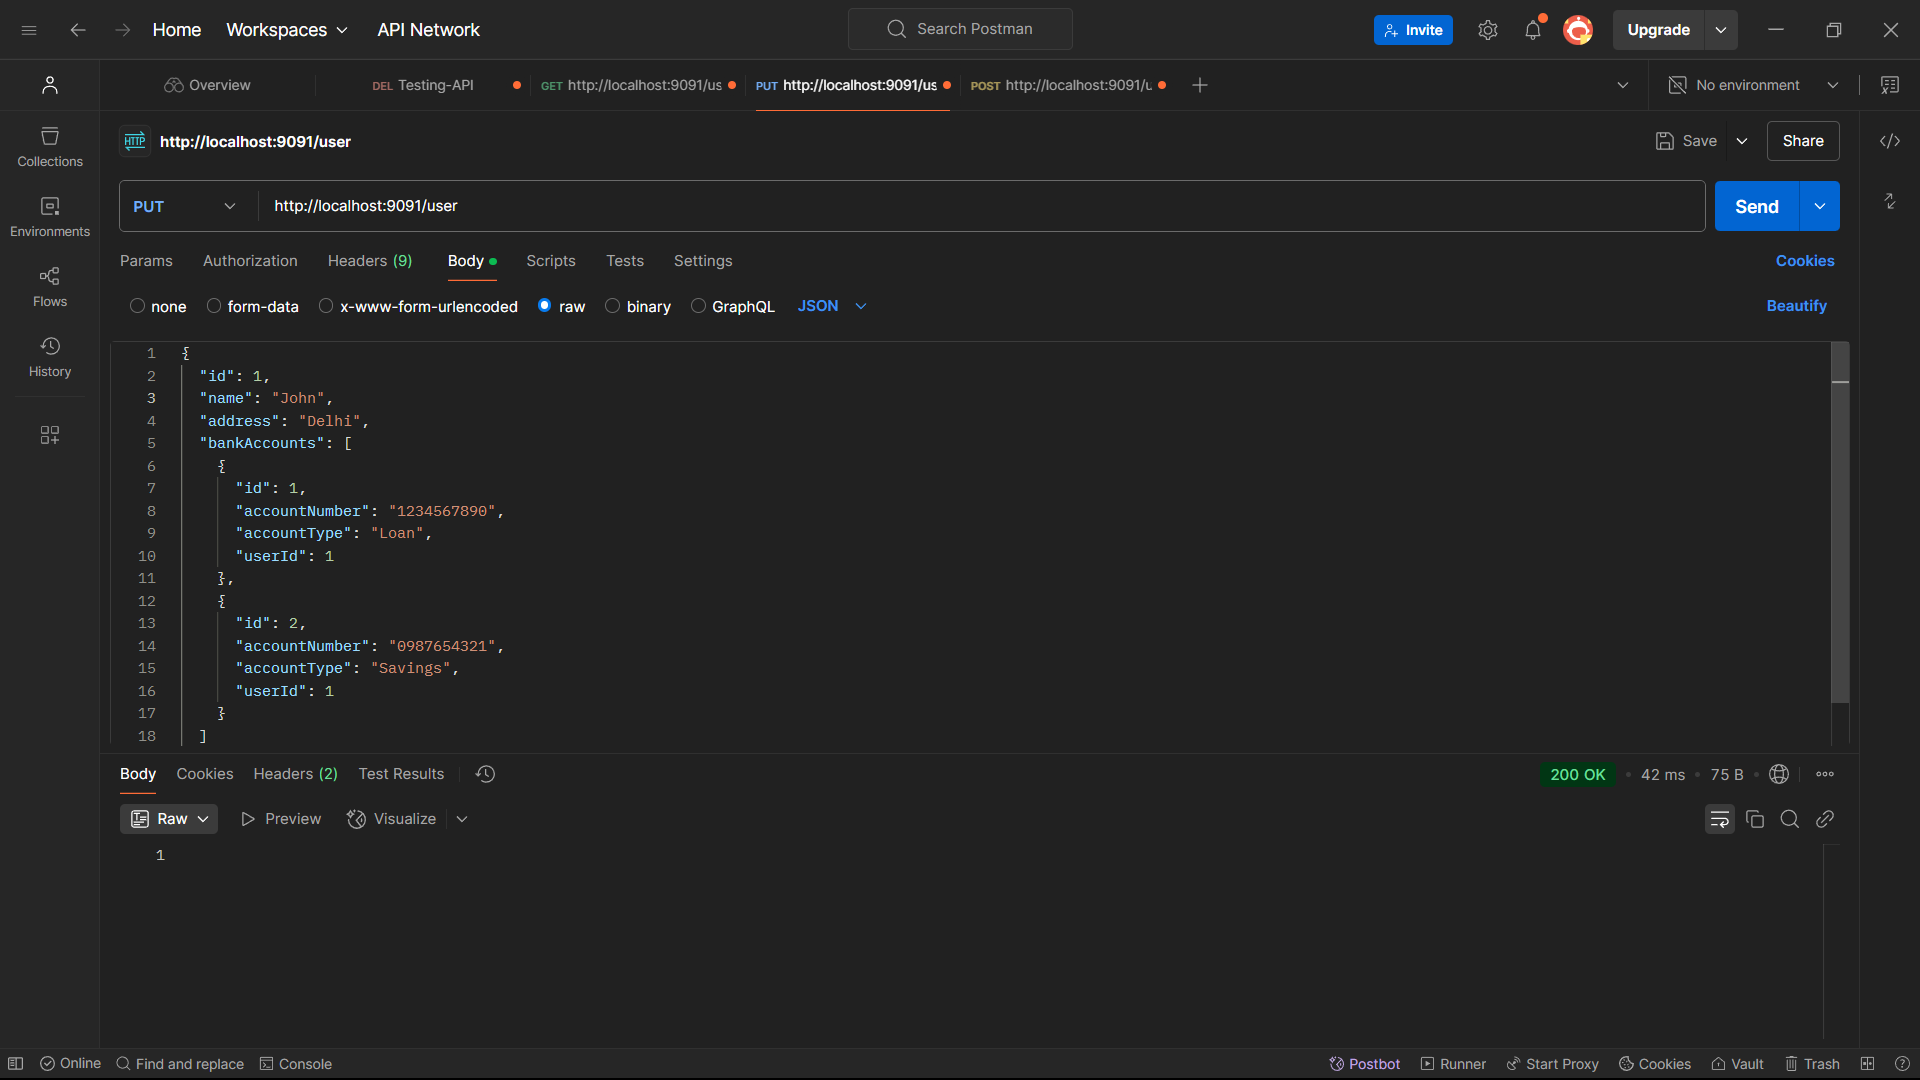 Home Workspaces API Network Search Postman Invite Upgrade
Overview DEL Testing-API GET http://localhost:9091/us PUT http://localhost:9091/us POST http://localhost:9091/u No environment
HTTP http://localhost:9091/user Save Share
Collections
Environments
Flows
History
PUT http://localhost:9091/user Send
Params Authorization Headers (9) Body Scripts Tests Settings Cookies
none form-data x-www-form-urlencoded raw binary GraphQL JSON Beautify
1 {
2 "id": 1,
3 "name": "John",
4 "address": "Delhi",
5 "bankAccounts": [
6 {
7 "id": 1,
8 "accountNumber": "1234567890",
9 "accountType": "Loan",
10 "userId": 1
11 },
12 {
13 "id": 2,
14 "accountNumber": "0987654321",
15 "accountType": "Savings",
16 "userId": 1
17 }
18 ]
Body Cookies Headers (2) Test Results 200 OK • 42 ms • 75 B
Raw Preview Visualize
1
Online Find and replace Console Postbot Runner Start Proxy Cookies Vault Trash